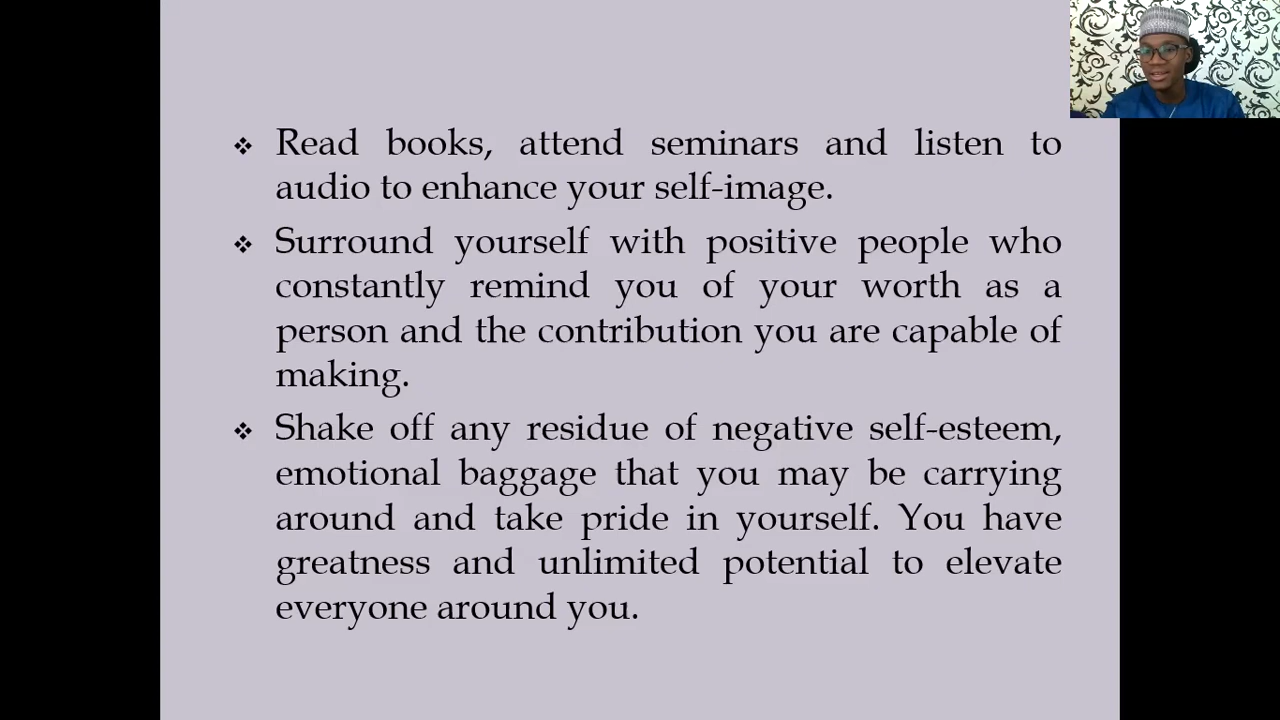 ❖ Read books, attend seminars and listen to
audio to enhance your self-image.
❖ Surround yourself with positive people who
constantly remind you of your worth as a
person and the contribution you are capable of
making.
❖ Shake off any residue of negative self-esteem,
emotional baggage that you may be carrying
around and take pride in yourself. You have
greatness and unlimited potential to elevate
everyone around you.